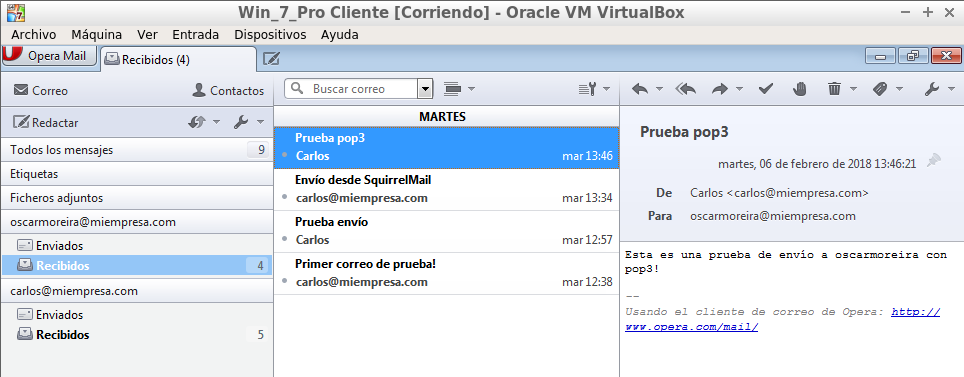 Win_7_Pro Cliente [Corriendo] - Oracle VM VirtualBox
Archivo Máquina Ver Entrada Dispositivos Ayuda
Opera Mail Recibidos (4)
Correo Contactos
Redactar
Todos los mensajes 9
Etiquetas
Ficheros adjuntos
oscarmoreira@miempresa.com
Enviados
Recibidos 4
carlos@miempresa.com
Enviados
Recibidos 5
Buscar correo
MARTES
Prueba pop3
Carlos mar 13:46
Envío desde SquirrelMail
carlos@miempresa.com mar 13:34
Prueba envío
Carlos mar 12:57
Primer correo de prueba!
carlos@miempresa.com mar 12:38
Prueba pop3
martes, 06 de febrero de 2018 13:46:21
De Carlos <carlos@miempresa.com>
Para oscarmoreira@miempresa.com
Esta es una prueba de envío a oscarmoreira con
pop3!
--
Usando el cliente de correo de Opera: http://
www.opera.com/mail/